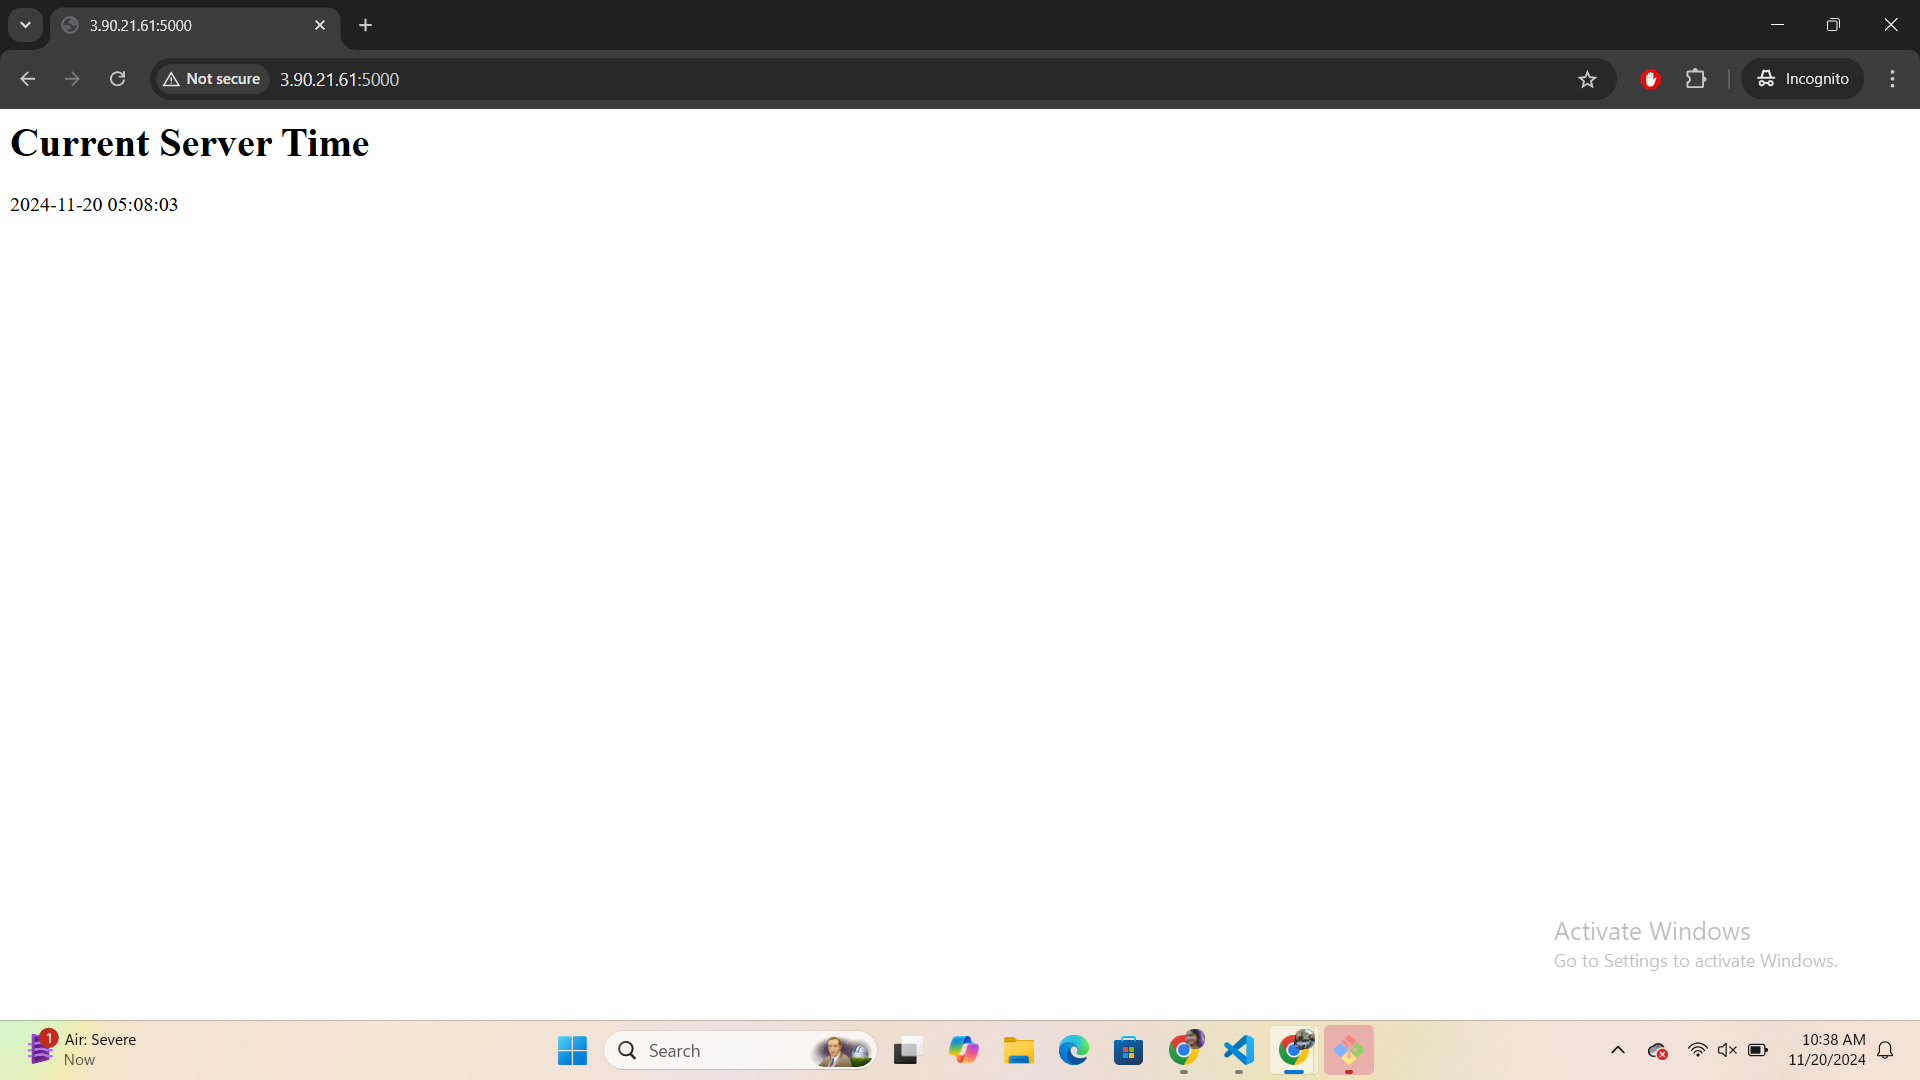 3.90.21.61:5000
Not secure
3.90.21.61:5000
Incognito
Current Server Time
2024-11-20 05:08:03
Activate Windows
Go to Settings to activate Windows.
1
Air: Severe
Now
Search
10:38 AM
11/20/2024